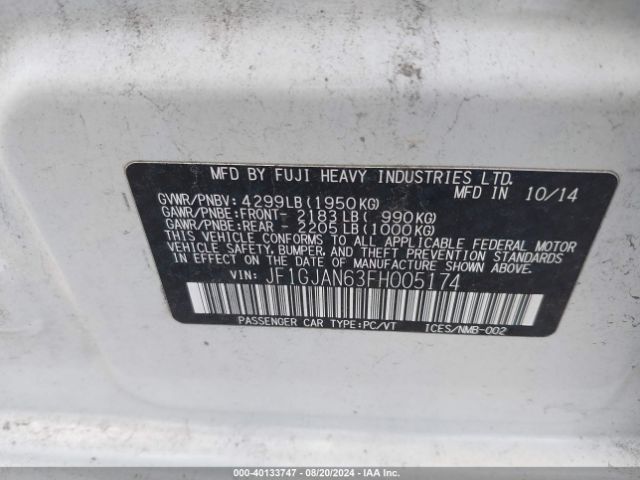 MFD BY FUJI HEAVY INDUSTRIES LTD.
MFD IN 10/14
GVWR/PNBV: 4299LB(1950KG)
GAWR/PNBE:FRONT- 2183LB( 990KG)
GAWR/PNBE:REAR - 2205LB(1000KG)
THIS VEHICLE CONFORMS TO ALL APPLICABLE FEDERAL MOTOR
VEHICLE SAFETY, BUMPER, AND THEFT PREVENTION STANDARDS
IN EFFECT ON THE DATE OF MANUFACTURE SHOWN ABOVE.
VIN: JF1GJAN63FH005174
PASSENGER CAR TYPE:PC/VT ICES/NMB-002
000-40133747 - 08/20/2024 - IAA Inc.